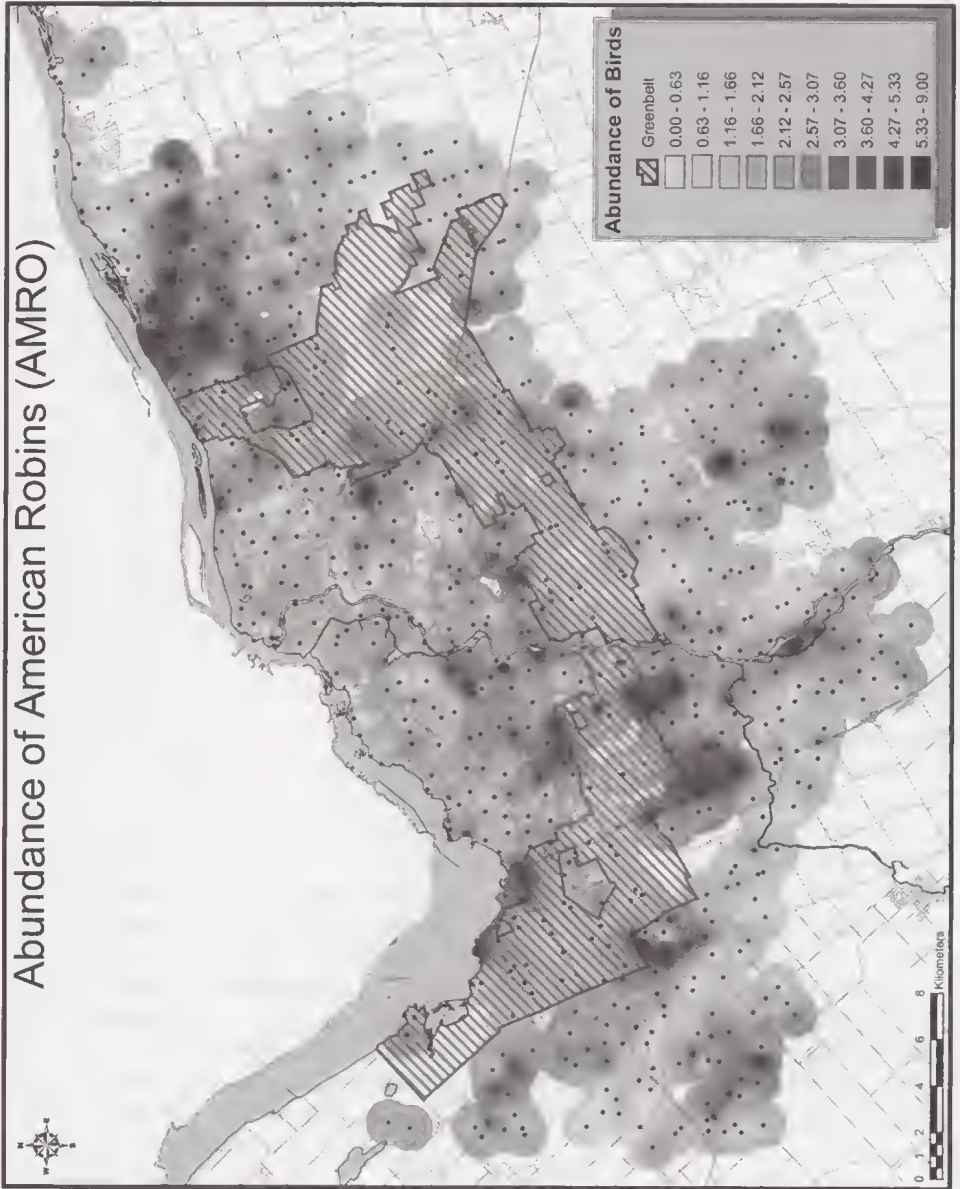 Abundance of American Robins (AMRO)
N
W E
S
Abundance of Birds
Greenbelt
0.00 - 0.63
0.63 - 1.16
1.16 - 1.66
1.66 - 2.12
2.12 - 2.57
2.57 - 3.07
3.07 - 3.60
3.60 - 4.27
4.27 - 5.33
5.33 - 9.00
0 1 2 4 6 8
Kilometers